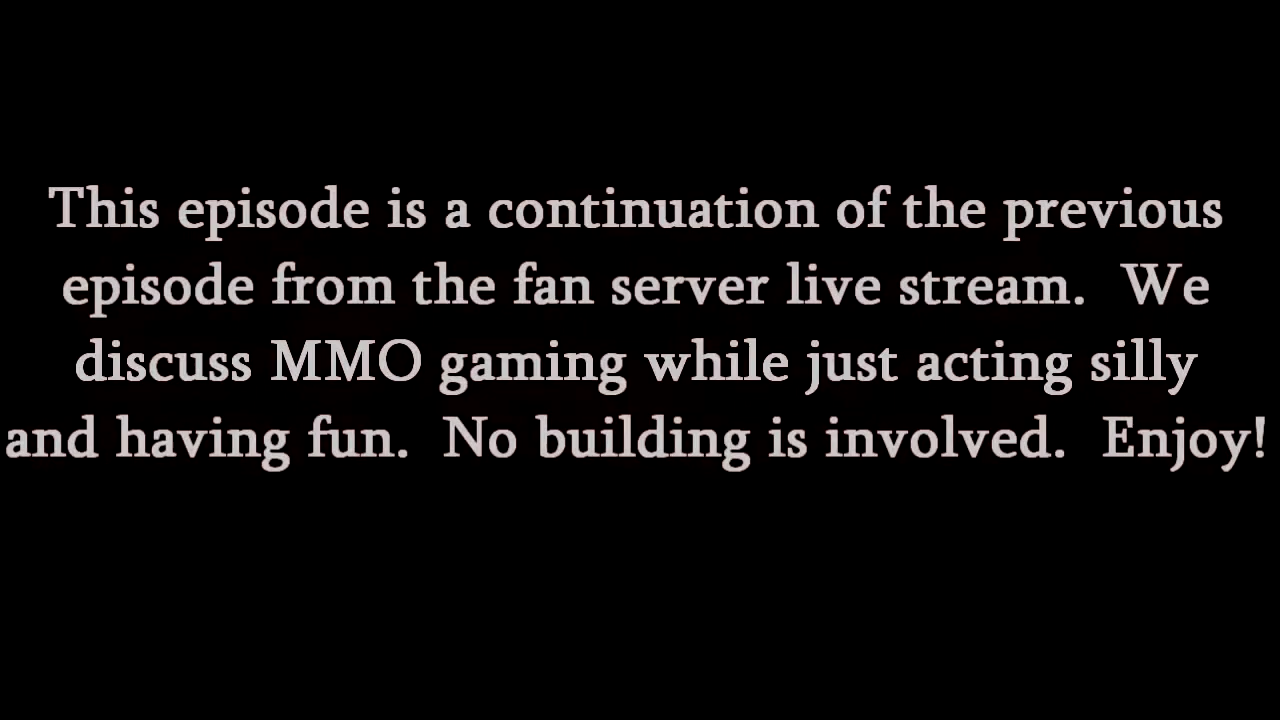 This episode is a continuation of the previous
episode from the fan server live stream.  We
discuss MMO gaming while just acting silly
and having fun.  No building is involved.  Enjoy!